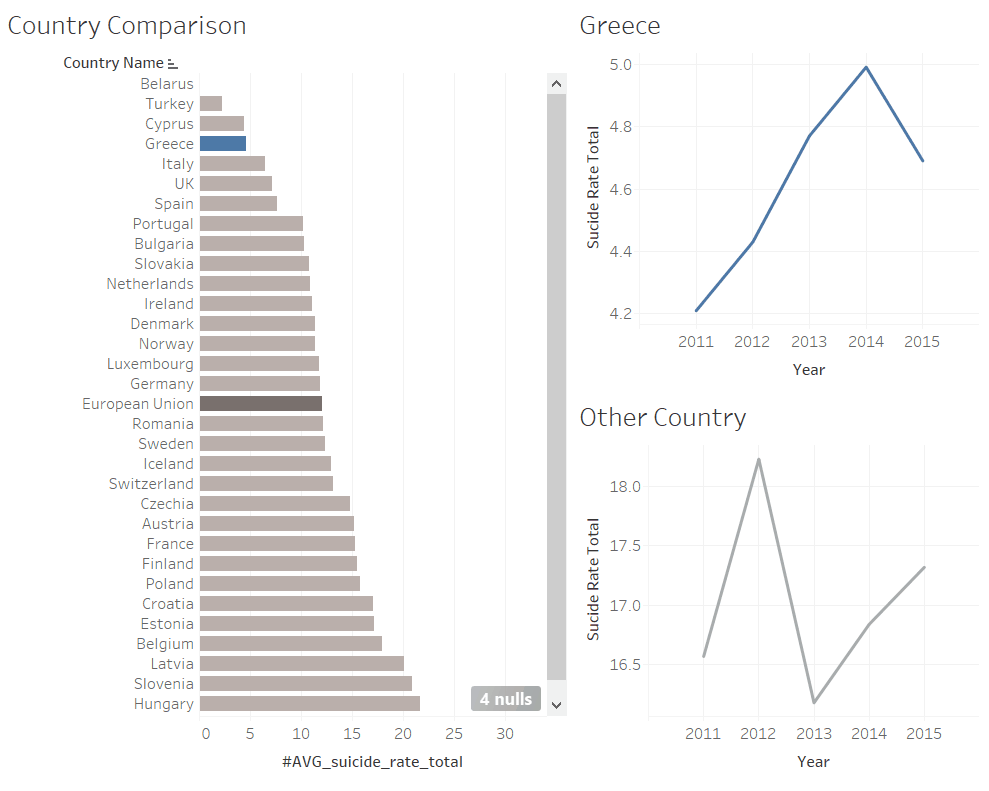 Country Comparison
Country Name
Belarus
Turkey
Cyprus
Greece
Italy
UK
Spain
Portugal
Bulgaria
Slovakia
Netherlands
Ireland
Denmark
Norway
Luxembourg
Germany
European Union
Romania
Sweden
Iceland
Switzerland
Czechia
Austria
France
Finland
Poland
Croatia
Estonia
Belgium
Latvia
Slovenia
Hungary
4 nulls
0 5 10 15 20 25 30
#AVG_suicide_rate_total
Greece
Sucide Rate Total
5.0
4.8
4.6
4.4
4.2
2011 2012 2013 2014 2015
Year
Other Country
Sucide Rate Total
18.0
17.5
17.0
16.5
2011 2012 2013 2014 2015
Year